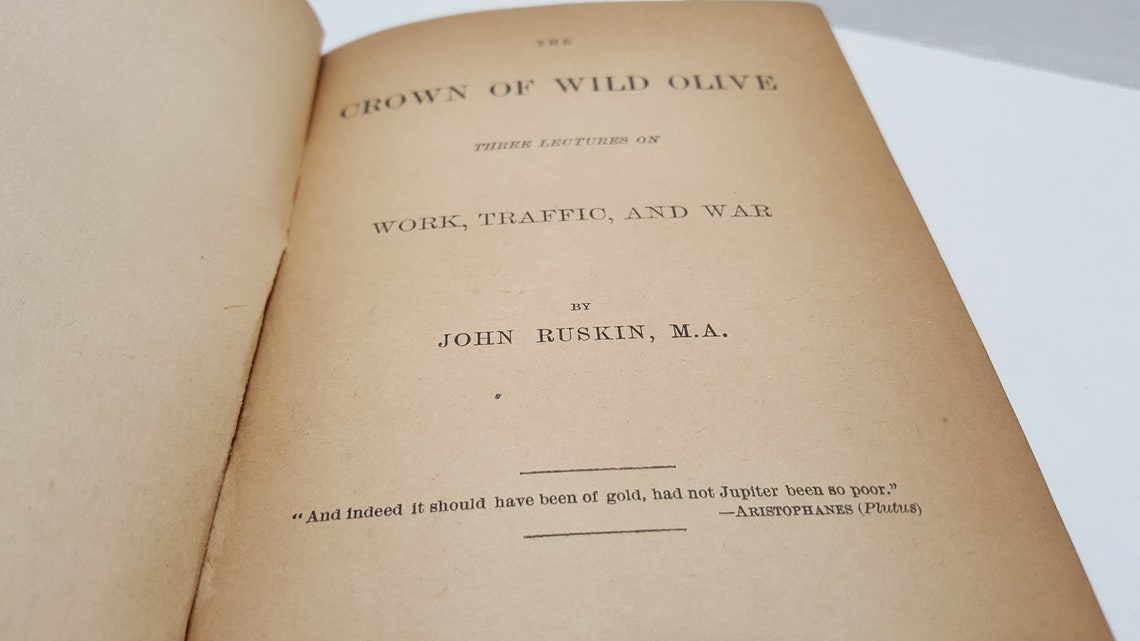 THE
CROWN OF WILD OLIVE
THREE LECTURES ON
WORK, TRAFFIC, AND WAR
BY
JOHN RUSKIN, M.A.
“And indeed it should have been of gold, had not Jupiter been so poor.”
—ARISTOPHANES (Plutus)